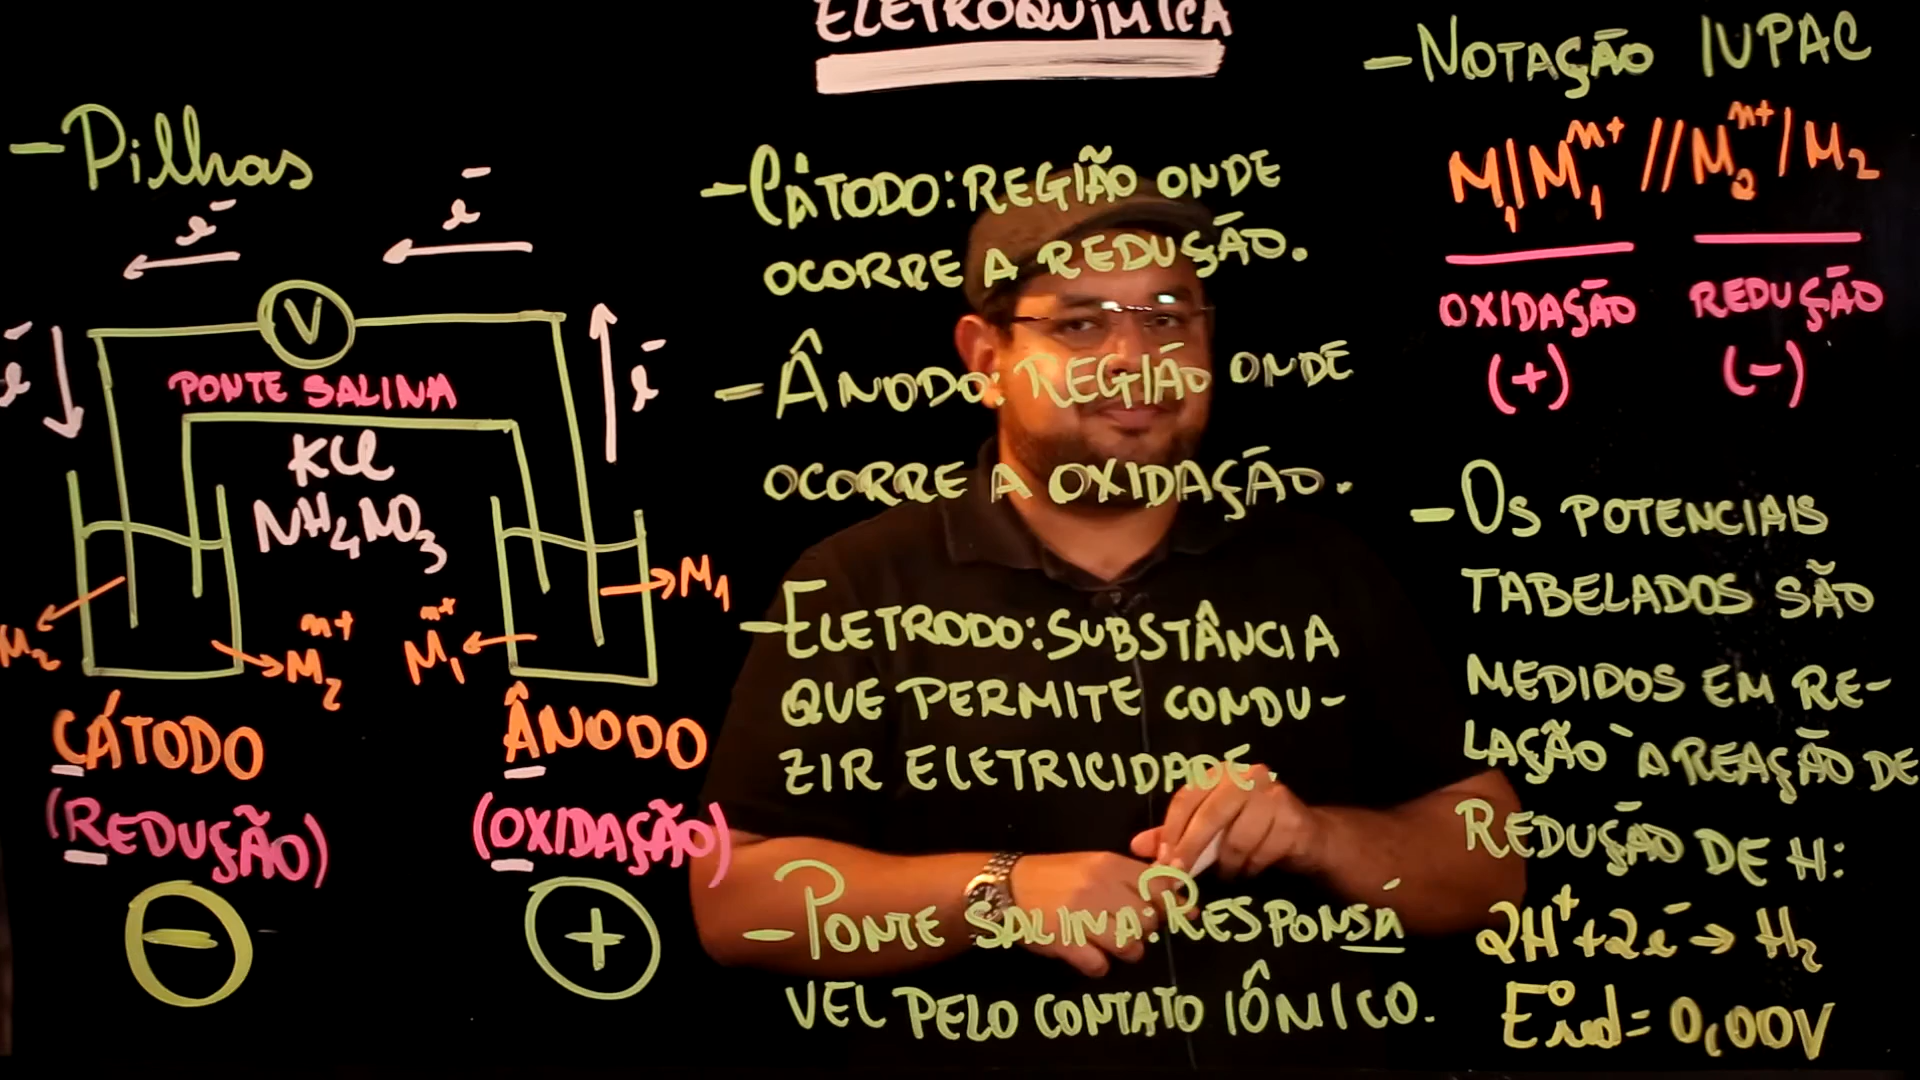 ELETROQUÍMICA
- Pilhas
e⁻
e⁻
V
e⁻
e⁻
PONTE SALINA
KCl
NH₄NO₃
M₂
M₂ⁿ⁺
M₁ⁿ⁺
M₁
CÁTODO
(REDUÇÃO)
-
ÂNODO
(OXIDAÇÃO)
+
- CÁTODO: REGIÃO ONDE
OCORRE A REDUÇÃO.
- ÂNODO: REGIÃO ONDE
OCORRE A OXIDAÇÃO.
- ELETRODO: SUBSTÂNCIA
QUE PERMITE CONDU-
ZIR ELETRICIDADE.
- PONTE SALINA: RESPONSÁ
VEL PELO CONTATO IÔNICO.
- NOTAÇÃO IUPAC
M₁/M₁ⁿ⁺ // M₂ⁿ⁺/M₂
OXIDAÇÃO REDUÇÃO
(+) (-)
- OS POTENCIAIS
TABELADOS SÃO
MEDIDOS EM RE-
LAÇÃO À REAÇÃO DE
REDUÇÃO DE H:
2H⁺+2e⁻ → H₂
E°red = 0,00V